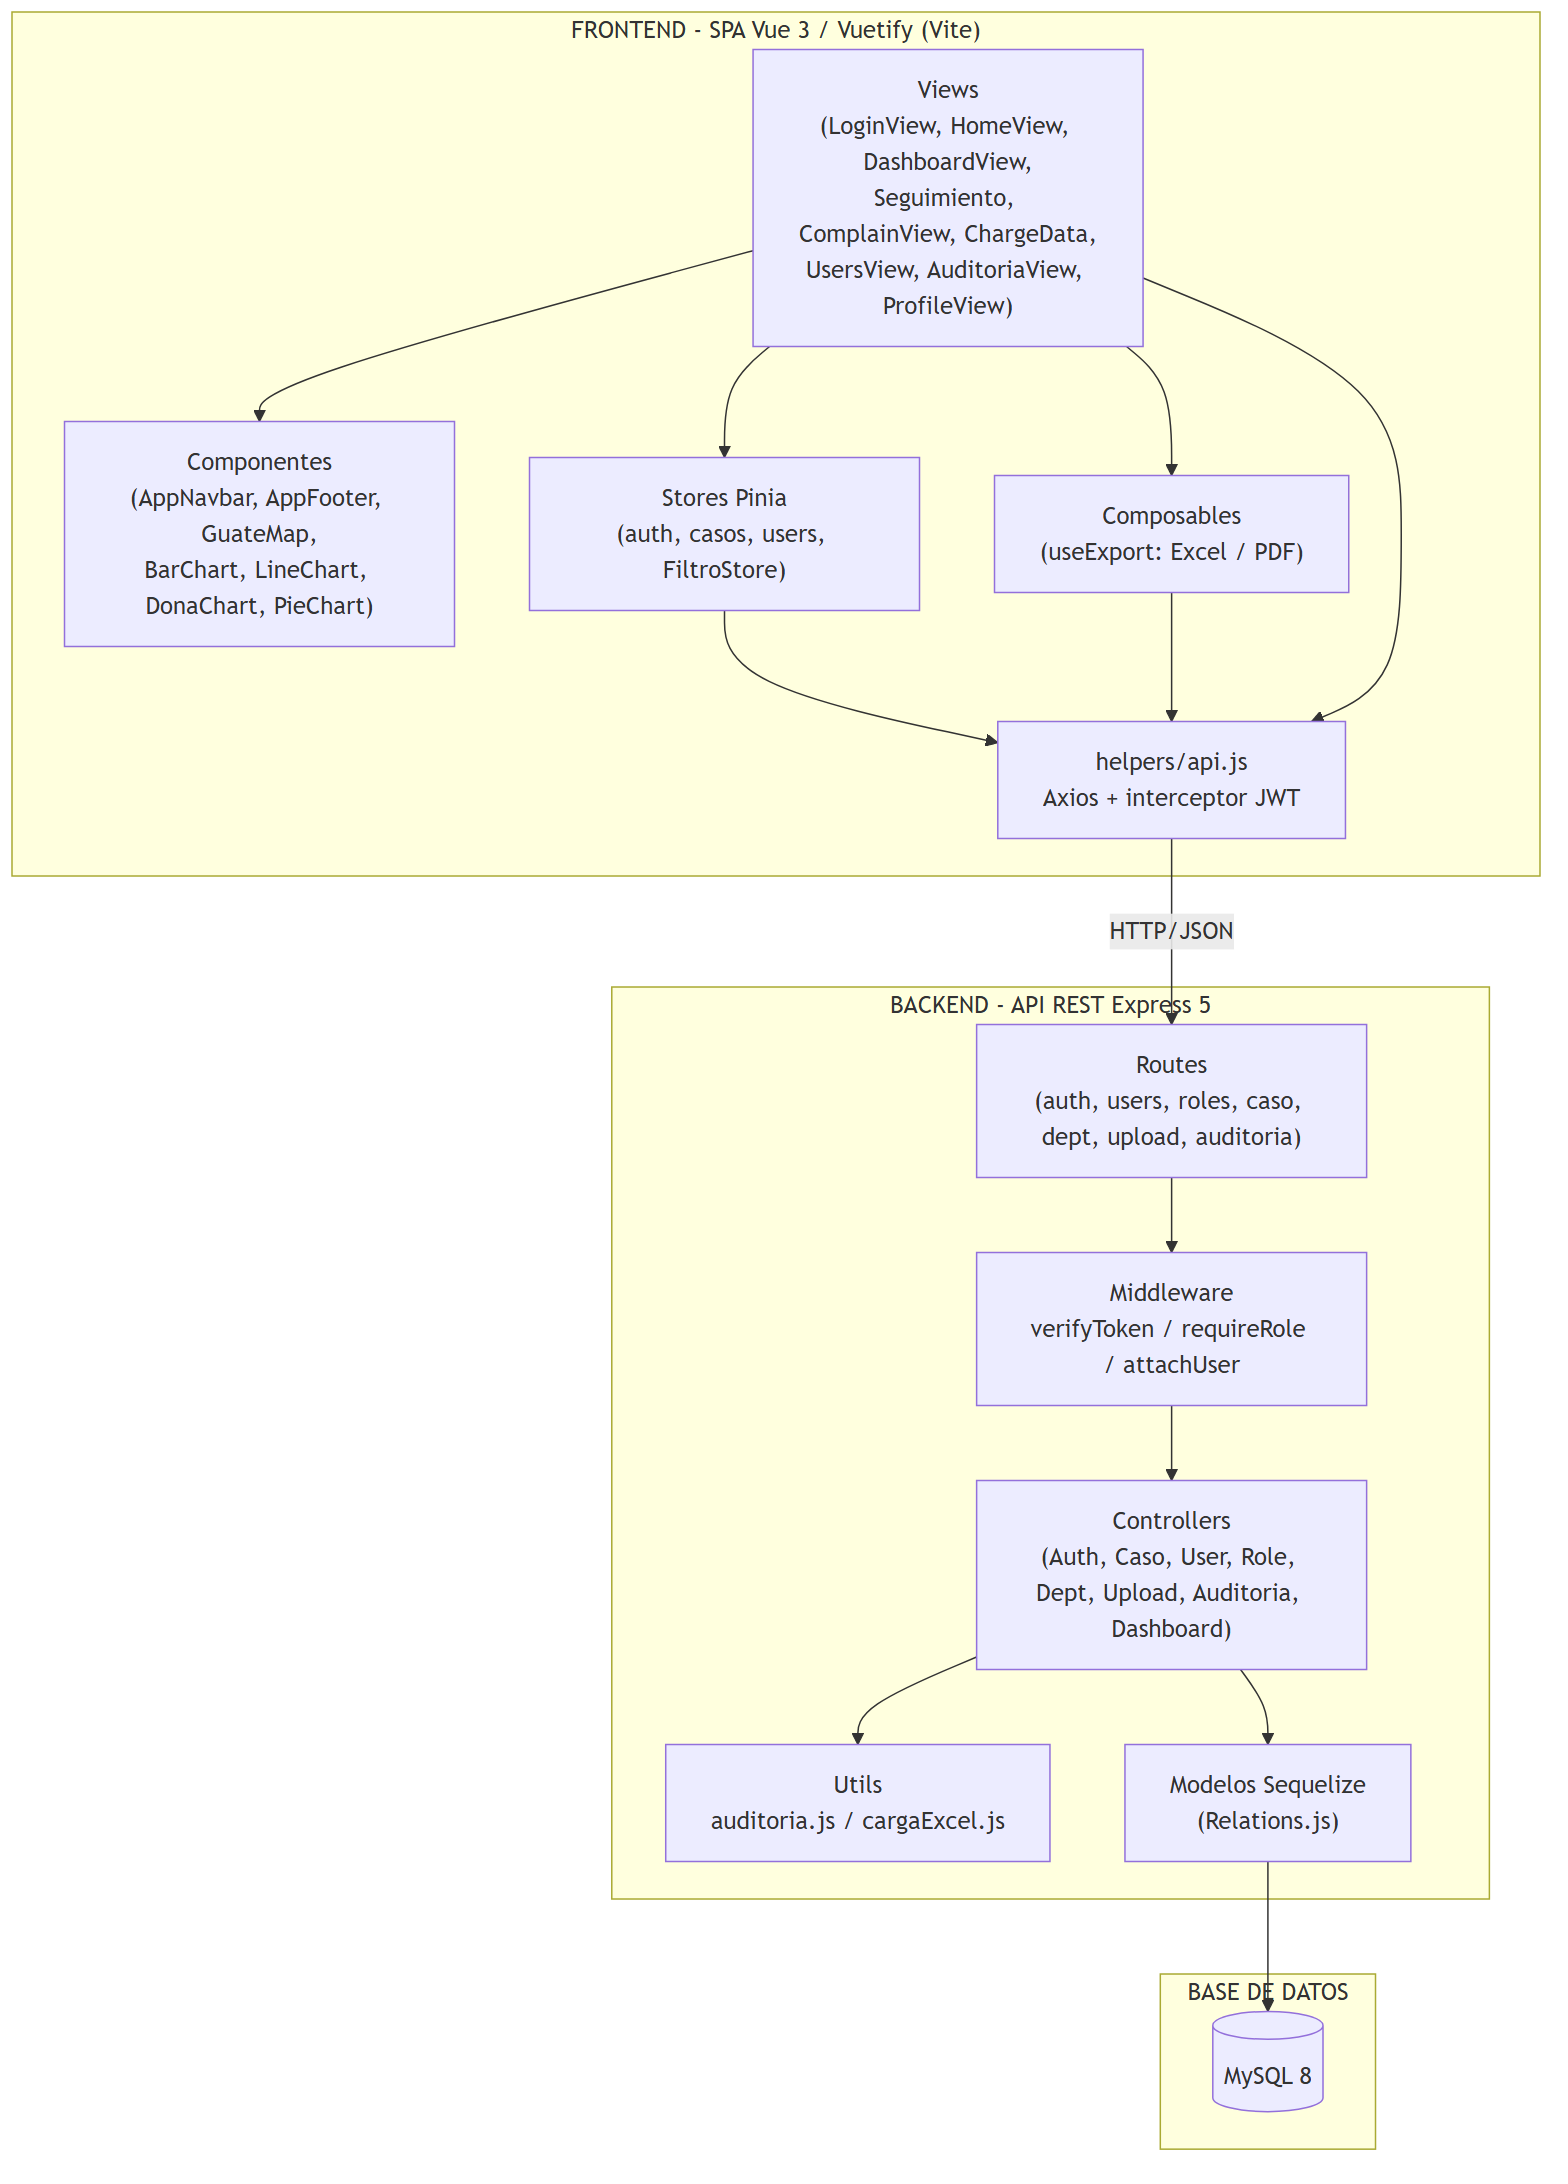 FRONTEND - SPA Vue 3 / Vuetify (Vite)
Views
(LoginView, HomeView,
DashboardView,
Seguimiento,
ComplainView, ChargeData,
UsersView, AuditoriaView,
ProfileView)
Componentes
(AppNavbar, AppFooter,
GuateMap,
BarChart, LineChart,
DonaChart, PieChart)
Stores Pinia
(auth, casos, users,
FiltroStore)
Composables
(useExport: Excel / PDF)
helpers/api.js
Axios + interceptor JWT
HTTP/JSON
BACKEND - API REST Express 5
Routes
(auth, users, roles, caso,
dept, upload, auditoria)
Middleware
verifyToken / requireRole
/ attachUser
Controllers
(Auth, Caso, User, Role,
Dept, Upload, Auditoria,
Dashboard)
Utils
auditoria.js / cargaExcel.js
Modelos Sequelize
(Relations.js)
BASE DE DATOS
MySQL 8